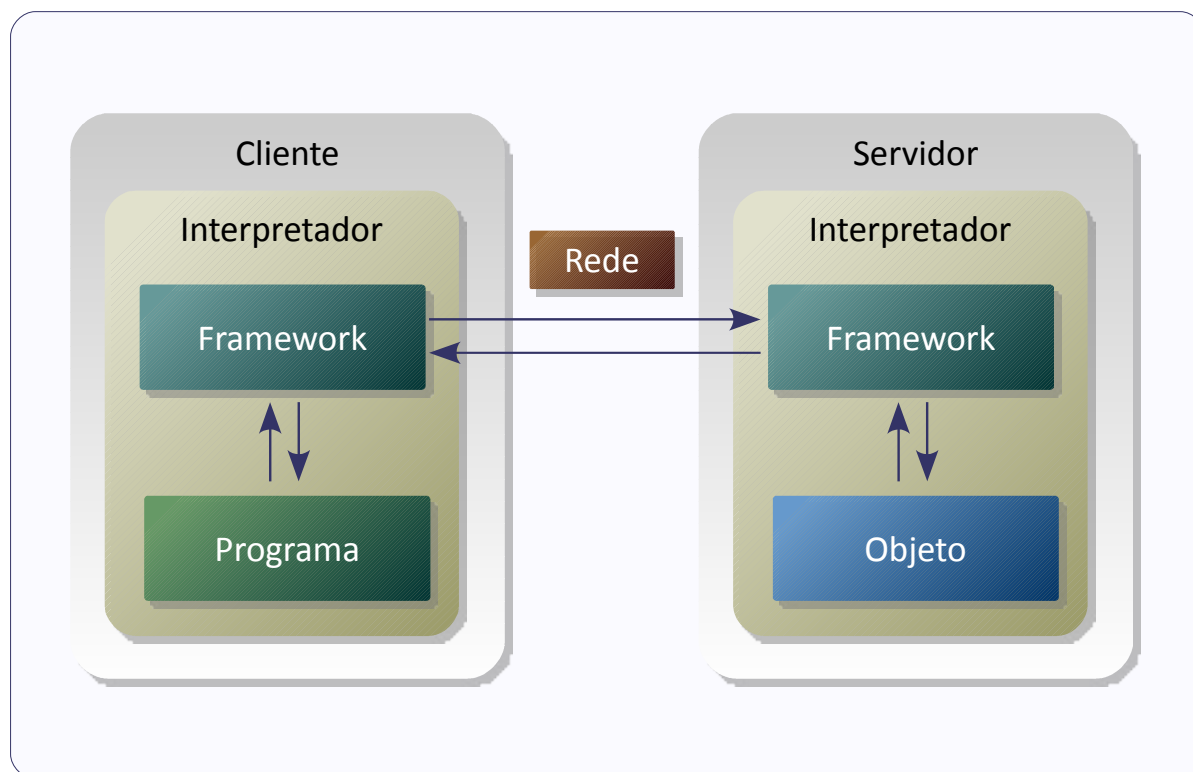 Cliente
Interpretador
Framework
Programa
Rede
Servidor
Interpretador
Framework
Objeto